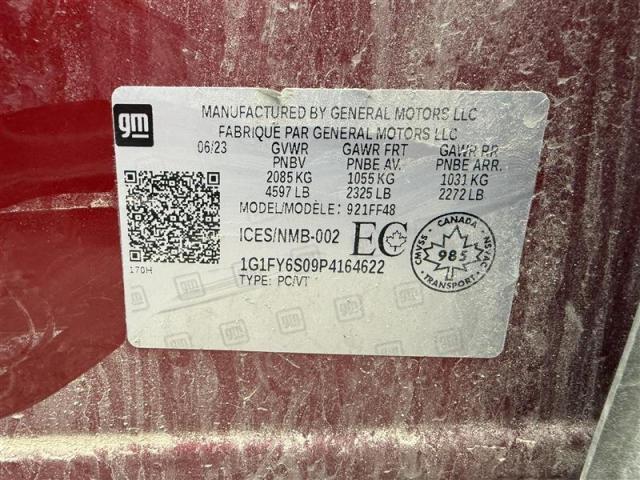 gm
MANUFACTURED BY GENERAL MOTORS LLC
FABRIQUÉ PAR GENERAL MOTORS LLC
06/23 GVWR GAWR FRT GAWR RR
PNBV PNBE AV. PNBE ARR.
2085 KG 1055 KG 1031 KG
4597 LB 2325 LB 2272 LB
MODEL/MODÈLE: 921FF48
ICES/NMB-002 EC
CANADA
CMVSS 985 NSVAC
TRANSPORT
170H
1G1FY6S09P4164622
TYPE: PC/VT